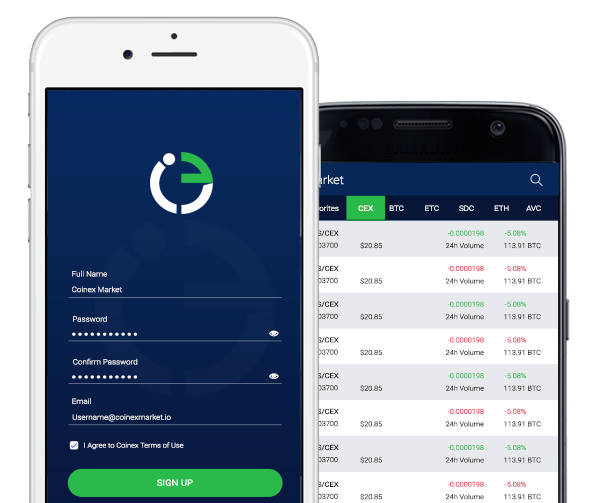 Full Name
Coinex Market
Password
Confirm Password
Email
Username@coinexmarket.io
I Agree to Coinex Terms of Use
SIGN UP
CEX BTC ETC SDC ETH AVC
/CEX -0.0000198 -5.08%
03700 $20.85 24h Volume 113.91 BTC
/CEX -0.0000198 -5.08%
03700 $20.85 24h Volume 113.91 BTC
/CEX -0.0000198 -5.08%
03700 $20.85 24h Volume 113.91 BTC
/CEX -0.0000198 -5.08%
03700 $20.85 24h Volume 113.91 BTC
/CEX -0.0000198 -5.08%
03700 $20.85 24h Volume 113.91 BTC
/CEX -0.0000198 -5.08%
03700 $20.85 24h Volume 113.91 BTC
/CEX -0.0000198 -5.08%
03700 $20.85 24h Volume 113.91 BTC
/CEX -0.0000198 -5.08%
03700 $20.85 24h Volume 113.91 BTC